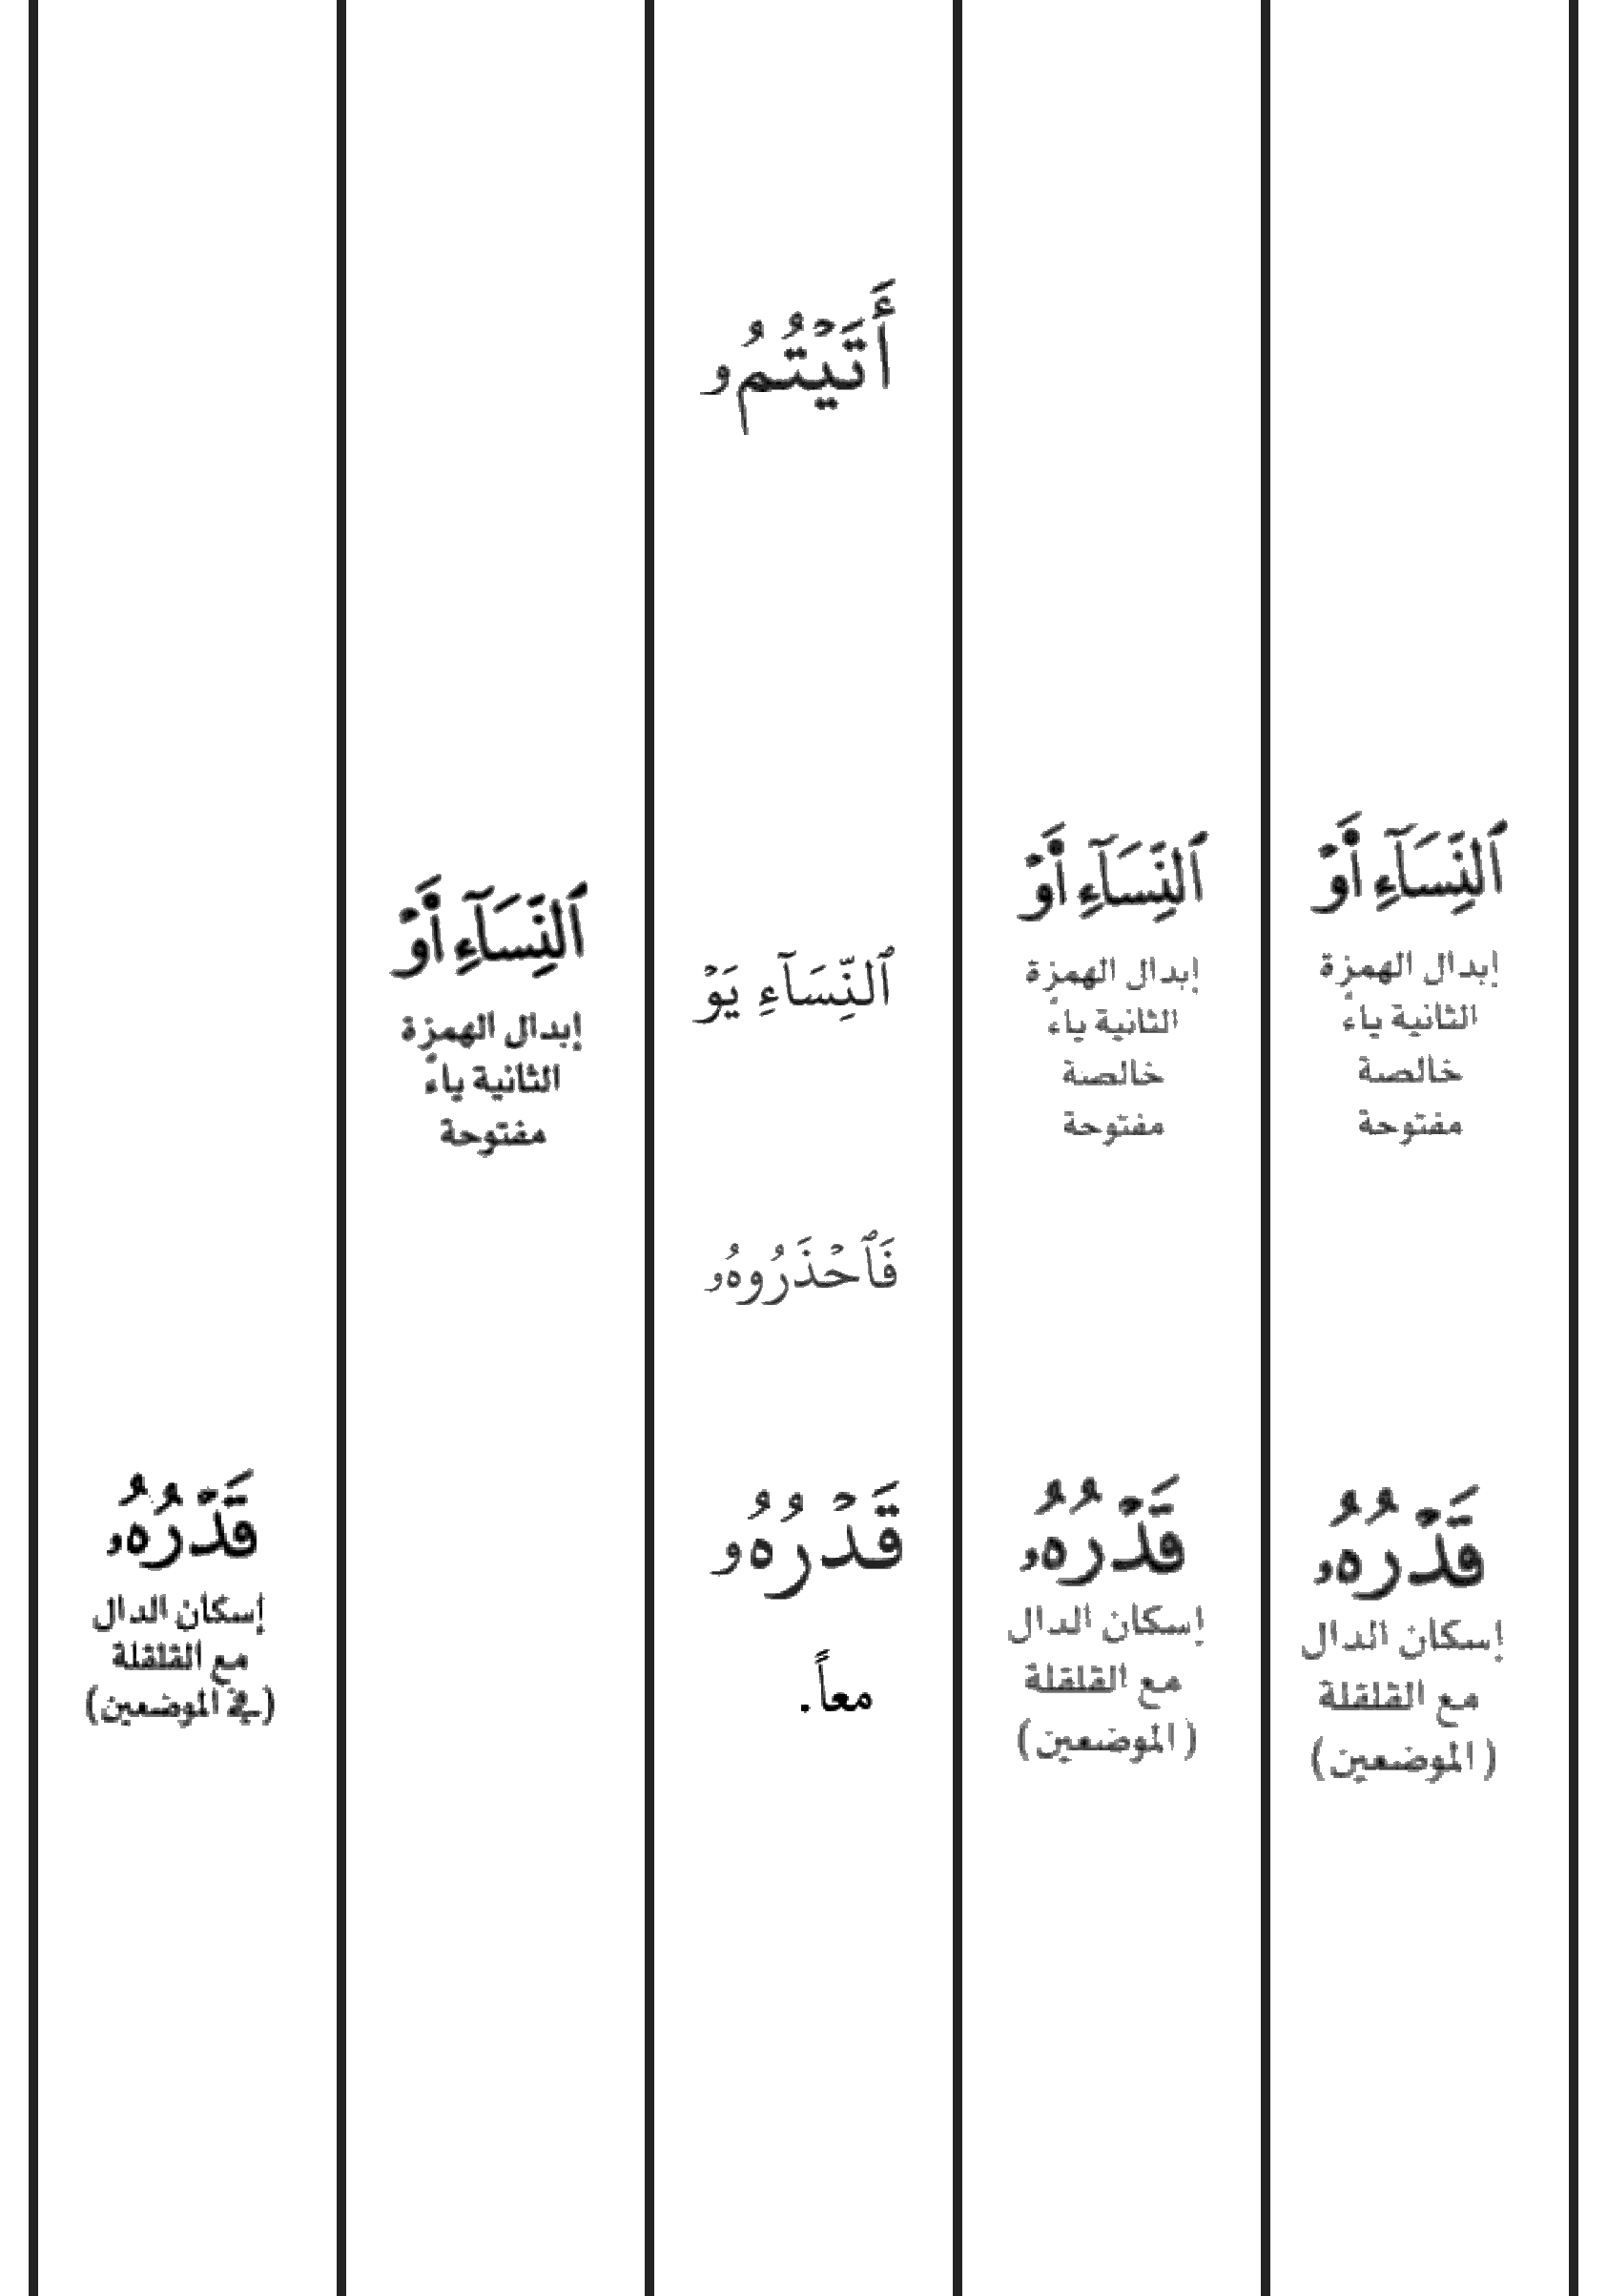 ٱلنِّسَآءِ أَوۡ
إبدال الهمزة
الثانية ياءً
خالصة
مفتوحة
قَدۡرُهُۥ
إسكان الدال
مع القلقلة
(الموضعين)
ٱلنِّسَآءِ أَوۡ
إبدال الهمزة
الثانية ياءً
خالصة
مفتوحة
قَدۡرُهُۥ
إسكان الدال
مع القلقلة
(الموضعين)
أَتَيۡتُمُۥ
ٱلنِّسَآءِ يَوۡ
فَٱحۡذَرُوهُۥ
قَدۡرُهُۥ
معاً.
ٱلنِّسَآءِ أَوۡ
إبدال الهمزة
الثانية ياءً
مفتوحة
قَدۡرُهُۥ
إسكان الدال
مع القلقلة
(في الموضعين)